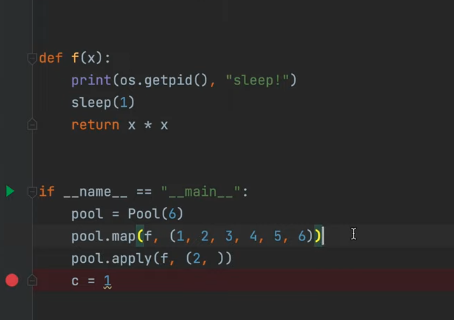 def f(x):
    print(os.getpid(), "sleep!")
    sleep(1)
    return x * x
if __name__ == "__main__":
    pool = Pool(6)
    pool.map(f, (1, 2, 3, 4, 5, 6))
    pool.apply(f, (2, ))
    c = 1